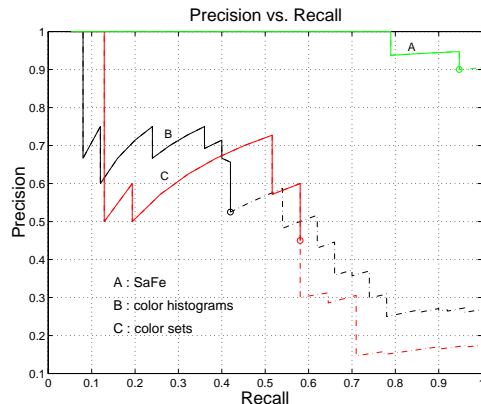 Precision vs. Recall
1
0.9
0.8
0.7
0.6
0.5
0.4
0.3
0.2
0.1
Precision
A
B
C
A : SaFe
B : color histograms
C : color sets
0 0.1 0.2 0.3 0.4 0.5 0.6 0.7 0.8 0.9 1
Recall